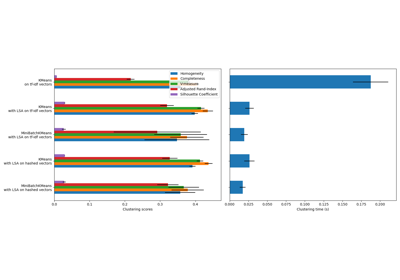 Homogeneity
Completeness
V-measure
Adjusted Rand-Index
Silhouette Coefficient
KMeans
on tf-idf vectors
KMeans
with LSA on tf-idf vectors
MiniBatchKMeans
with LSA on tf-idf vectors
KMeans
with LSA on hashed vectors
MiniBatchKMeans
with LSA on hashed vectors
0.0 0.1 0.2 0.3 0.4
Clustering scores
0.000 0.025 0.050 0.075 0.100 0.125 0.150 0.175 0.200
Clustering time (s)